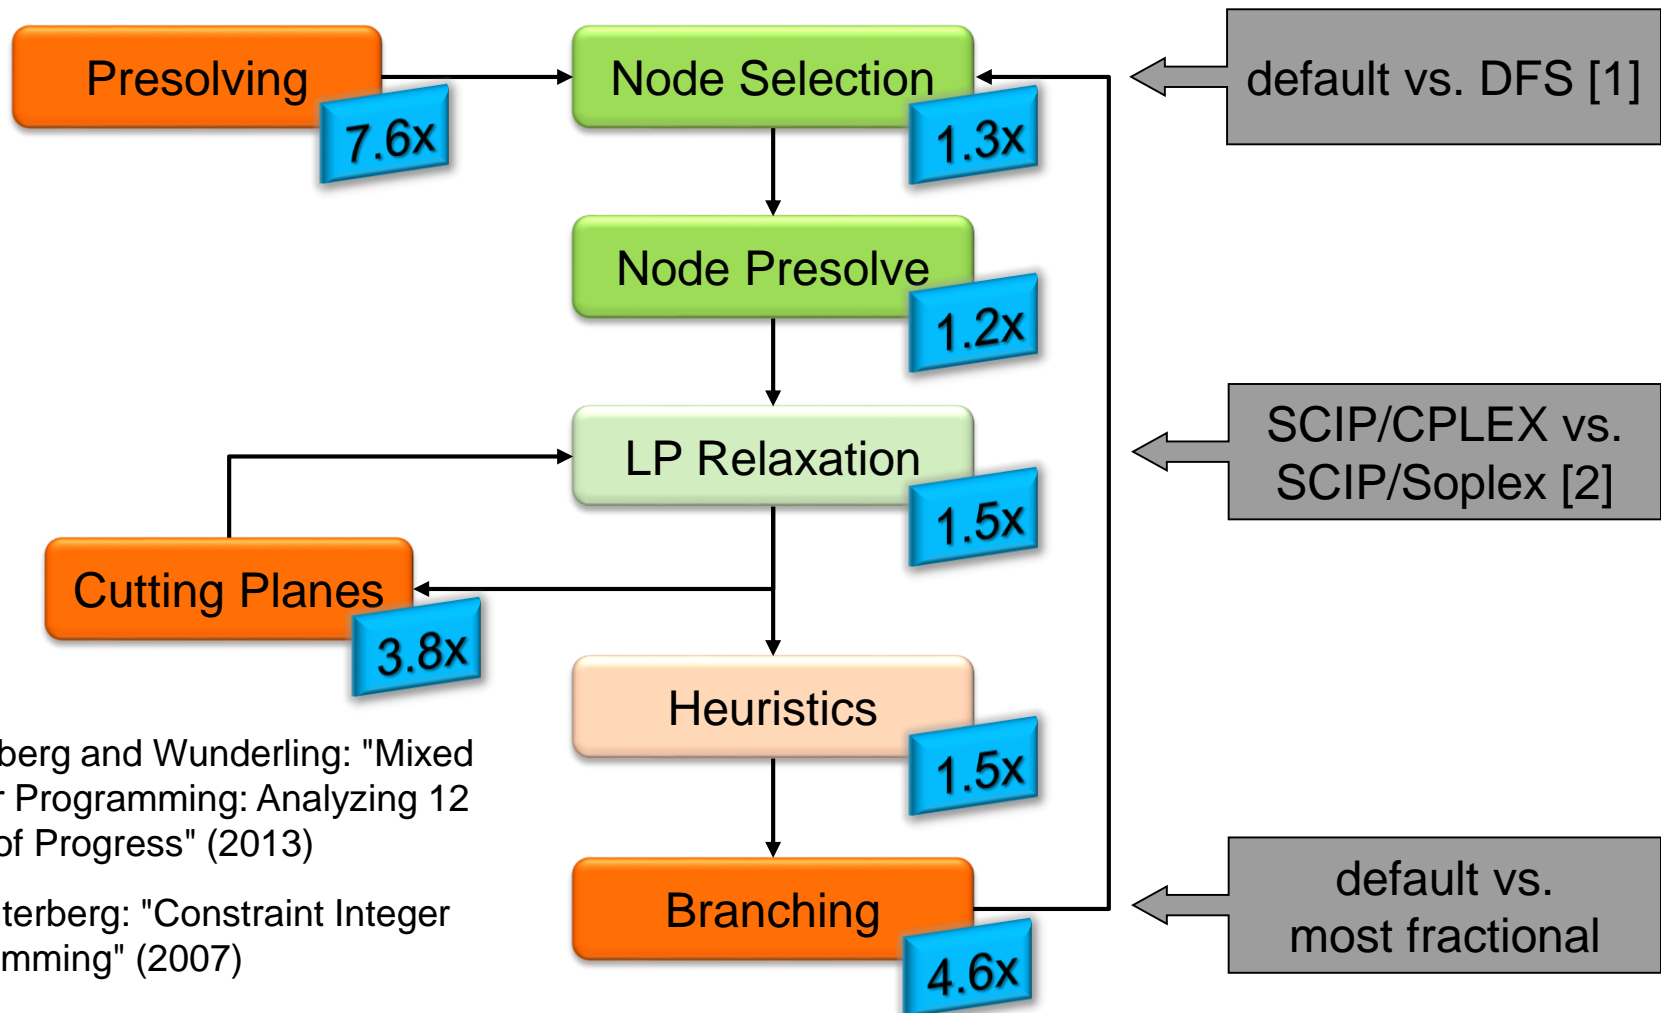 Presolving
7.6x
Node Selection
1.3x
default vs. DFS [1]
Node Presolve
1.2x
LP Relaxation
1.5x
SCIP/CPLEX vs.
SCIP/Soplex [2]
Cutting Planes
3.8x
Heuristics
1.5x
berg and Wunderling: "Mixed
r Programming: Analyzing 12
of Progress" (2013)
Branching
4.6x
default vs.
most fractional
terberg: "Constraint Integer
mming" (2007)